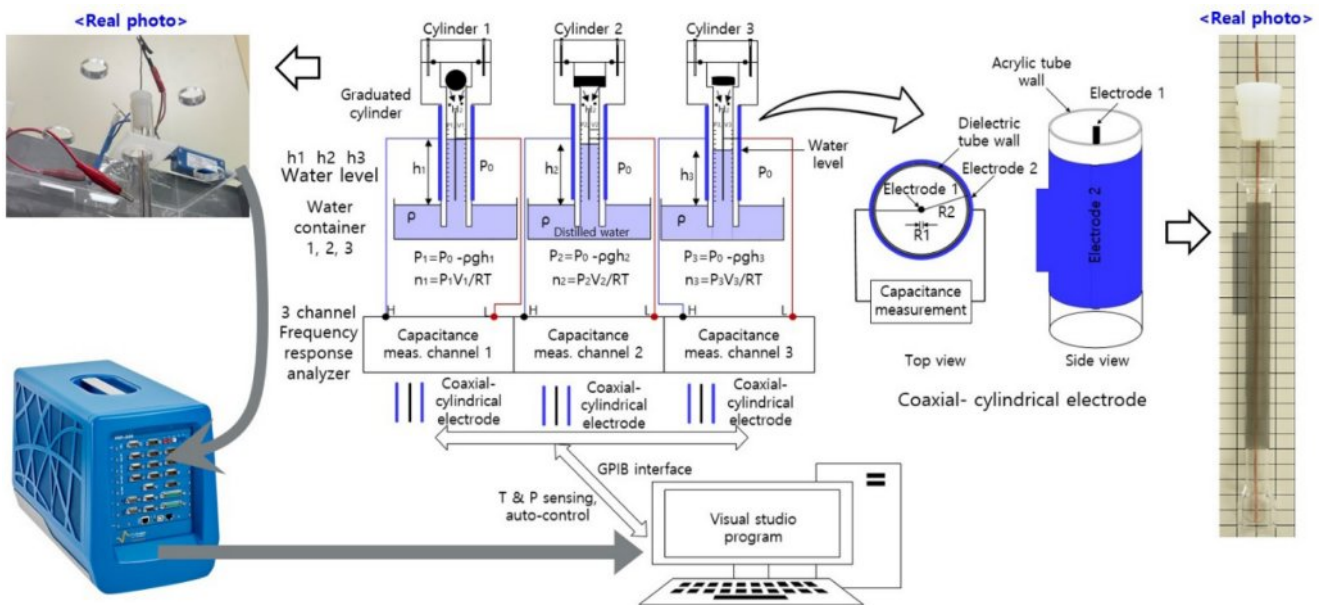 <Real photo>
Cylinder 1
Cylinder 2
Cylinder 3
<Real photo>
Graduated
cylinder
h1 h2 h3
Water level
Water
container
1, 2, 3
h₁
P₀
ρ
h₂
P₀
Distilled water
h₃
P₀
ρ
Water
level
P₁=P₀ -ρgh₁
n₁=P₁V₁/RT
P₂=P₀ -ρgh₂
n₂=P₂V₂/RT
P₃=P₀ -ρgh₃
n₃=P₃V₃/RT
3 channel
Frequency
response
analyzer
H
L
H
L
H
L
Capacitance
meas. channel 1
Capacitance
meas. channel 2
Capacitance
meas. channel 3
Coaxial-
cylindrical
electrode
Coaxial-
cylindrical
electrode
Coaxial-
cylindrical
electrode
GPIB interface
T & P sensing,
auto-control
Visual studio
program
Acrylic tube
wall
Electrode 1
Dielectric
tube wall
Electrode 2
Electrode 1
R2
R1
Capacitance
measurement
Top view
Electrode 2
Side view
Coaxial- cylindrical electrode